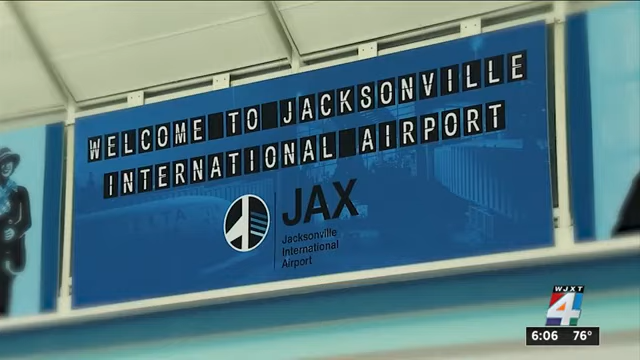 WELCOME TO JACKSONVILLE
INTERNATIONAL AIRPORT
JAX
Jacksonville
International
Airport
WJXT
4
6:06 76°